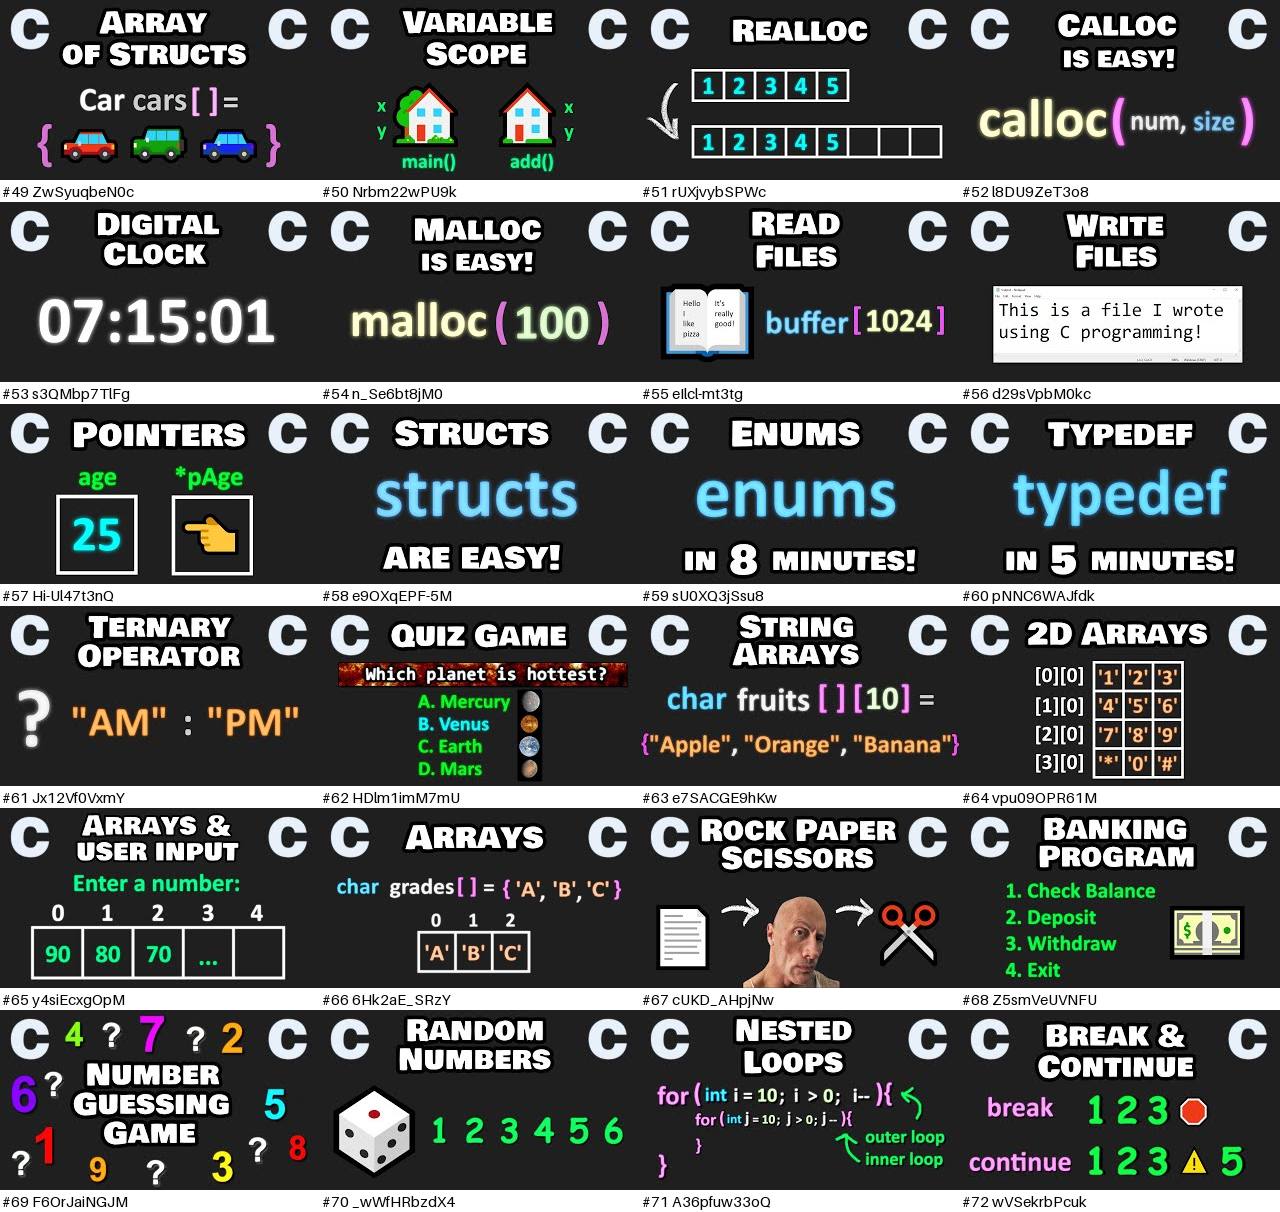 C ARRAY OF STRUCTS C
Car cars[ ]=
{ }
#49 ZwSyuqbeN0c
C VARIABLE SCOPE C
x x
y y
main() add()
#50 Nrbm22wPU9k
C REALLOC C
1 2 3 4 5
1 2 3 4 5
#51 rUXjvybSPWc
C CALLOC IS EASY! C
calloc(num, size)
#52 l8DU9ZeT3o8
C DIGITAL CLOCK C
07:15:01
#53 s3QMbp7TlFg
C MALLOC IS EASY! C
malloc(100)
#54 n_Se6bt8jM0
C READ FILES C
Hello It's
I really
like good!
pizza
buffer[1024]
#55 eIlcl-mt3tg
C WRITE FILES C
This is a file I wrote
using C programming!
#56 d29sVpbM0kc
C POINTERS C
age *pAge
25
#57 Hi-Ul47t3nQ
C STRUCTS C
structs
ARE EASY!
#58 e9OXqEPF-5M
C ENUMS C
enums
IN 8 MINUTES!
#59 sU0XQ3jSsu8
C TYPEDEF C
typedef
IN 5 MINUTES!
#60 pNNC6WAJfdk
C TERNARY OPERATOR C
? "AM" : "PM"
#61 Jx12Vf0VxmY
C QUIZ GAME C
Which planet is hottest?
A. Mercury
B. Venus
C. Earth
D. Mars
#62 HDlm1imM7mU
C STRING ARRAYS C
char fruits [ ][10] =
{"Apple", "Orange", "Banana"}
#63 e7SACGE9hKw
C 2D ARRAYS C
[0][0] '1' '2' '3'
[1][0] '4' '5' '6'
[2][0] '7' '8' '9'
[3][0] '*' '0' '#'
#64 vpu09OPR61M
C ARRAYS & USER INPUT C
Enter a number:
0 1 2 3 4
90 80 70 ...
#65 y4siEcxgOpM
C ARRAYS C
char grades[ ] = { 'A', 'B', 'C' }
0 1 2
'A' 'B' 'C'
#66 6Hk2aE_SRzY
C ROCK PAPER SCISSORS C
#67 cUKD_AHpjNw
C BANKING PROGRAM C
1. Check Balance
2. Deposit
3. Withdraw
4. Exit
#68 Z5smVeUVNFU
C 4 ? 7 ? 2 C
NUMBER
6 ? GUESSING 5
GAME
? 1 9 ? 3 ? 8
#69 F6OrJaiNGJM
C RANDOM NUMBERS C
1 2 3 4 5 6
#70 _wWfHRbzdX4
C NESTED LOOPS C
for (int i = 10; i > 0; i-- ){
for (int j = 10; j > 0; j-- ){
} outer loop
inner loop
}
#71 A36pfuw33oQ
C BREAK & CONTINUE C
break 1 2 3
continue 1 2 3 5
#72 wVSekrbPcuk